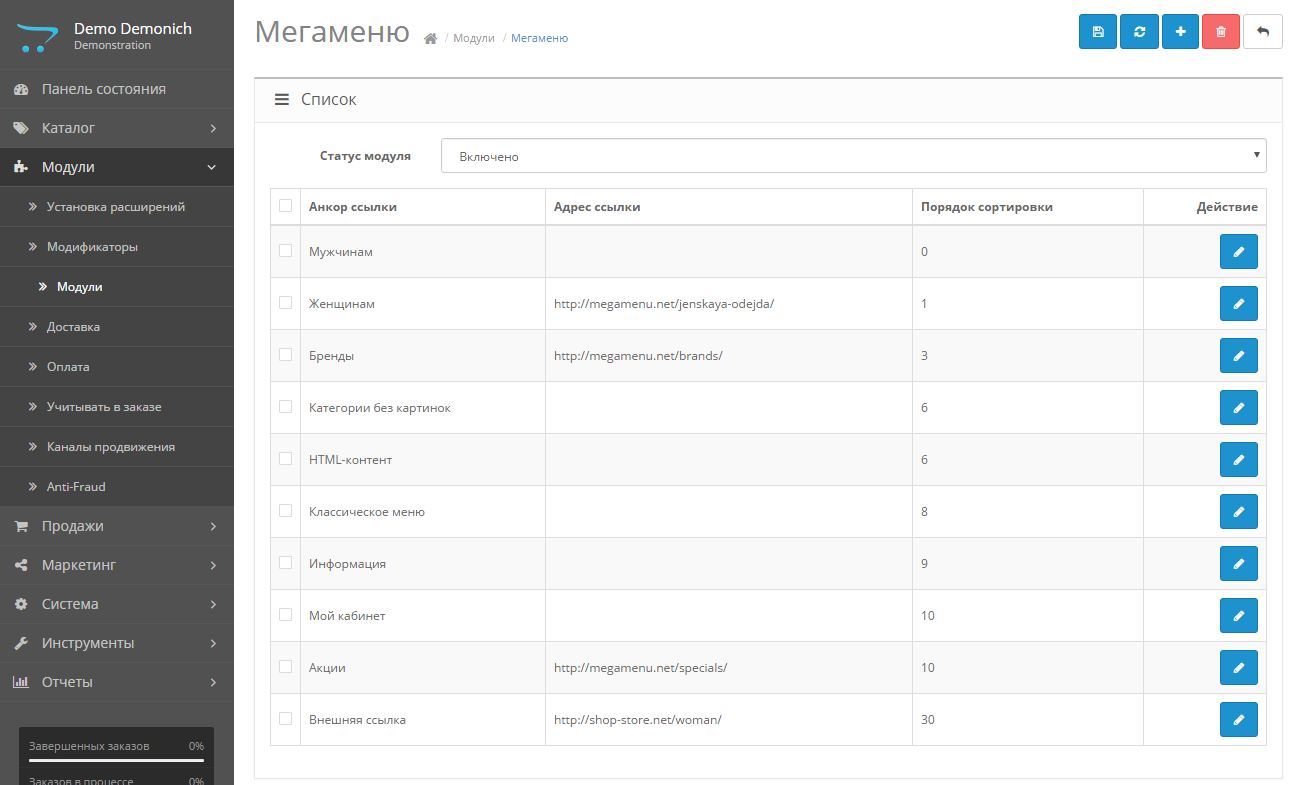 Demo Demonich
Demonstration
Панель состояния
Каталог
Модули
Установка расширений
Модификаторы
Модули
Доставка
Оплата
Учитывать в заказе
Каналы продвижения
Anti-Fraud
Продажи
Маркетинг
Система
Инструменты
Отчеты
Завершенных заказов 0%
Заказов в процессе 0%
Мегаменю / Модули / Мегаменю
Список
Статус модуля Включено
Анкор ссылки Адрес ссылки Порядок сортировки Действие
Мужчинам 0
Женщинам http://megamenu.net/jenskaya-odejda/ 1
Бренды http://megamenu.net/brands/ 3
Категории без картинок 6
HTML-контент 6
Классическое меню 8
Информация 9
Мой кабинет 10
Акции http://megamenu.net/specials/ 10
Внешняя ссылка http://shop-store.net/woman/ 30